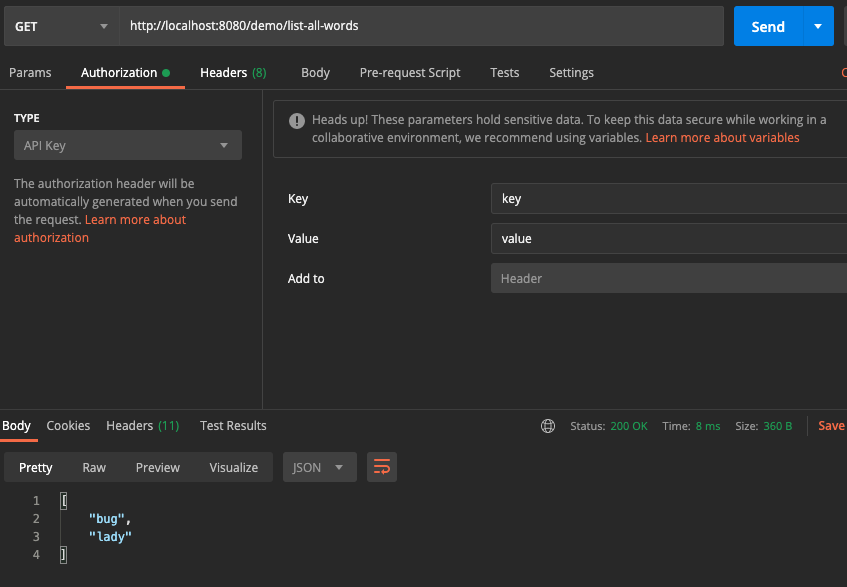 GET http://localhost:8080/demo/list-all-words Send
Params Authorization Headers (8) Body Pre-request Script Tests Settings
TYPE
API Key
The authorization header will be
automatically generated when you send
the request. Learn more about
authorization
Heads up! These parameters hold sensitive data. To keep this data secure while working in a
collaborative environment, we recommend using variables. Learn more about variables
Key key
Value value
Add to Header
Body Cookies Headers (11) Test Results Status: 200 OK Time: 8 ms Size: 360 B Save
Pretty Raw Preview Visualize JSON
1 [
2 "bug",
3 "lady"
4 ]